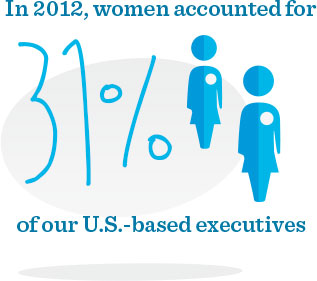 In 2012, women accounted for
31%
of our U.S.-based executives